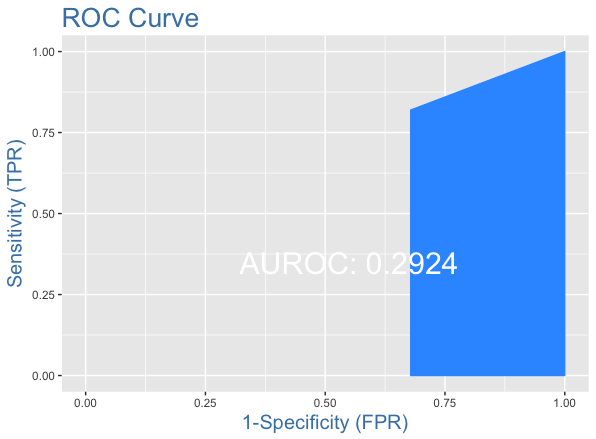 ROC Curve
1.00
0.75
0.50
0.25
0.00
Sensitivity (TPR)
AUROC: 0.2924
0.00 0.25 0.50 0.75 1.00
1-Specificity (FPR)